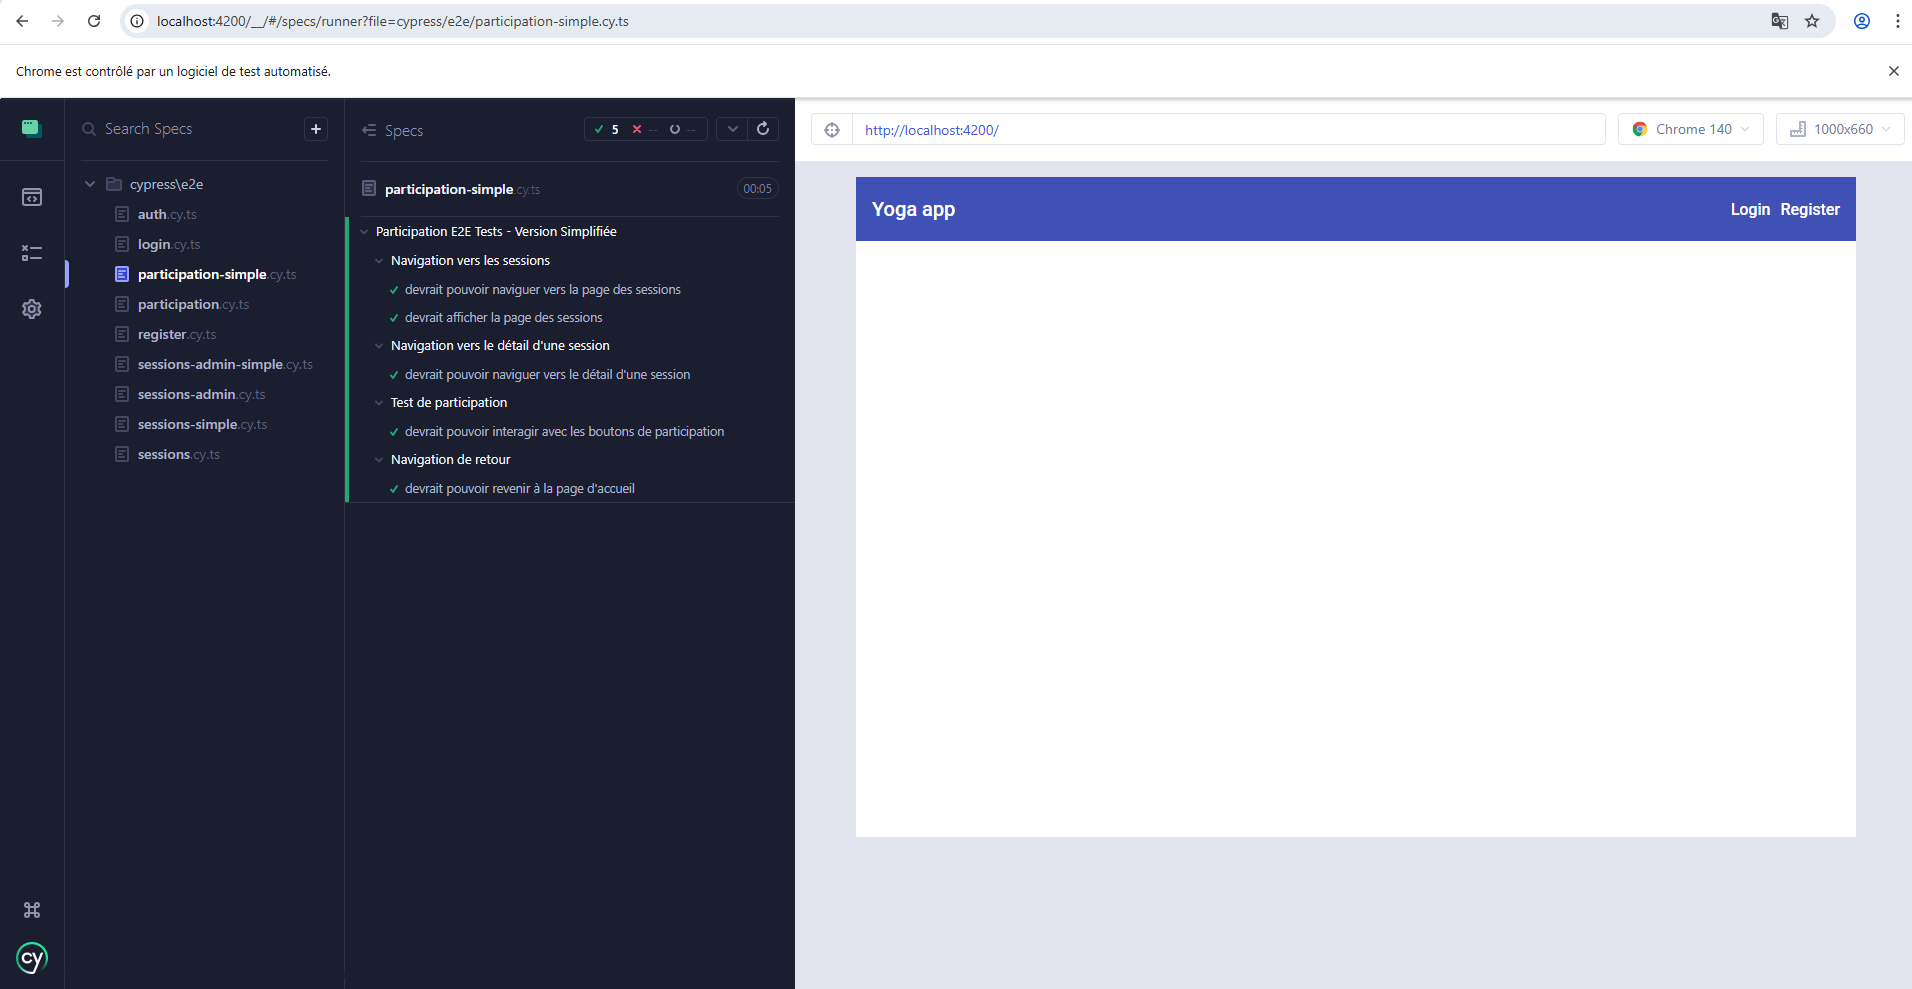 localhost:4200/__/#/specs/runner?file=cypress/e2e/participation-simple.cy.ts
Chrome est contrôlé par un logiciel de test automatisé.
Search Specs
+
cypress\e2e
auth.cy.ts
login.cy.ts
participation-simple.cy.ts
participation.cy.ts
register.cy.ts
sessions-admin-simple.cy.ts
sessions-admin.cy.ts
sessions-simple.cy.ts
sessions.cy.ts
cy
Specs
5 -- --
participation-simple.cy.ts 00:05
Participation E2E Tests - Version Simplifiée
Navigation vers les sessions
devrait pouvoir naviguer vers la page des sessions
devrait afficher la page des sessions
Navigation vers le détail d'une session
devrait pouvoir naviguer vers le détail d'une session
Test de participation
devrait pouvoir interagir avec les boutons de participation
Navigation de retour
devrait pouvoir revenir à la page d'accueil
http://localhost:4200/ Chrome 140 1000x660
Yoga app Login Register